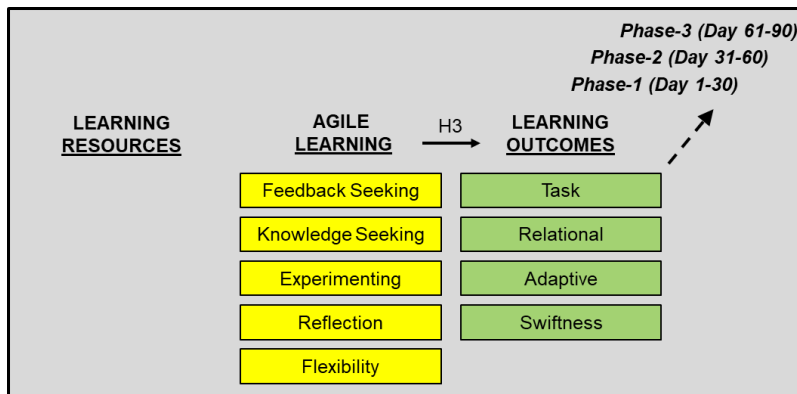 Phase-3 (Day 61-90)
Phase-2 (Day 31-60)
Phase-1 (Day 1-30)
LEARNING
RESOURCES
AGILE
LEARNING
H3
LEARNING
OUTCOMES
Feedback Seeking
Task
Knowledge Seeking
Relational
Experimenting
Adaptive
Reflection
Swiftness
Flexibility